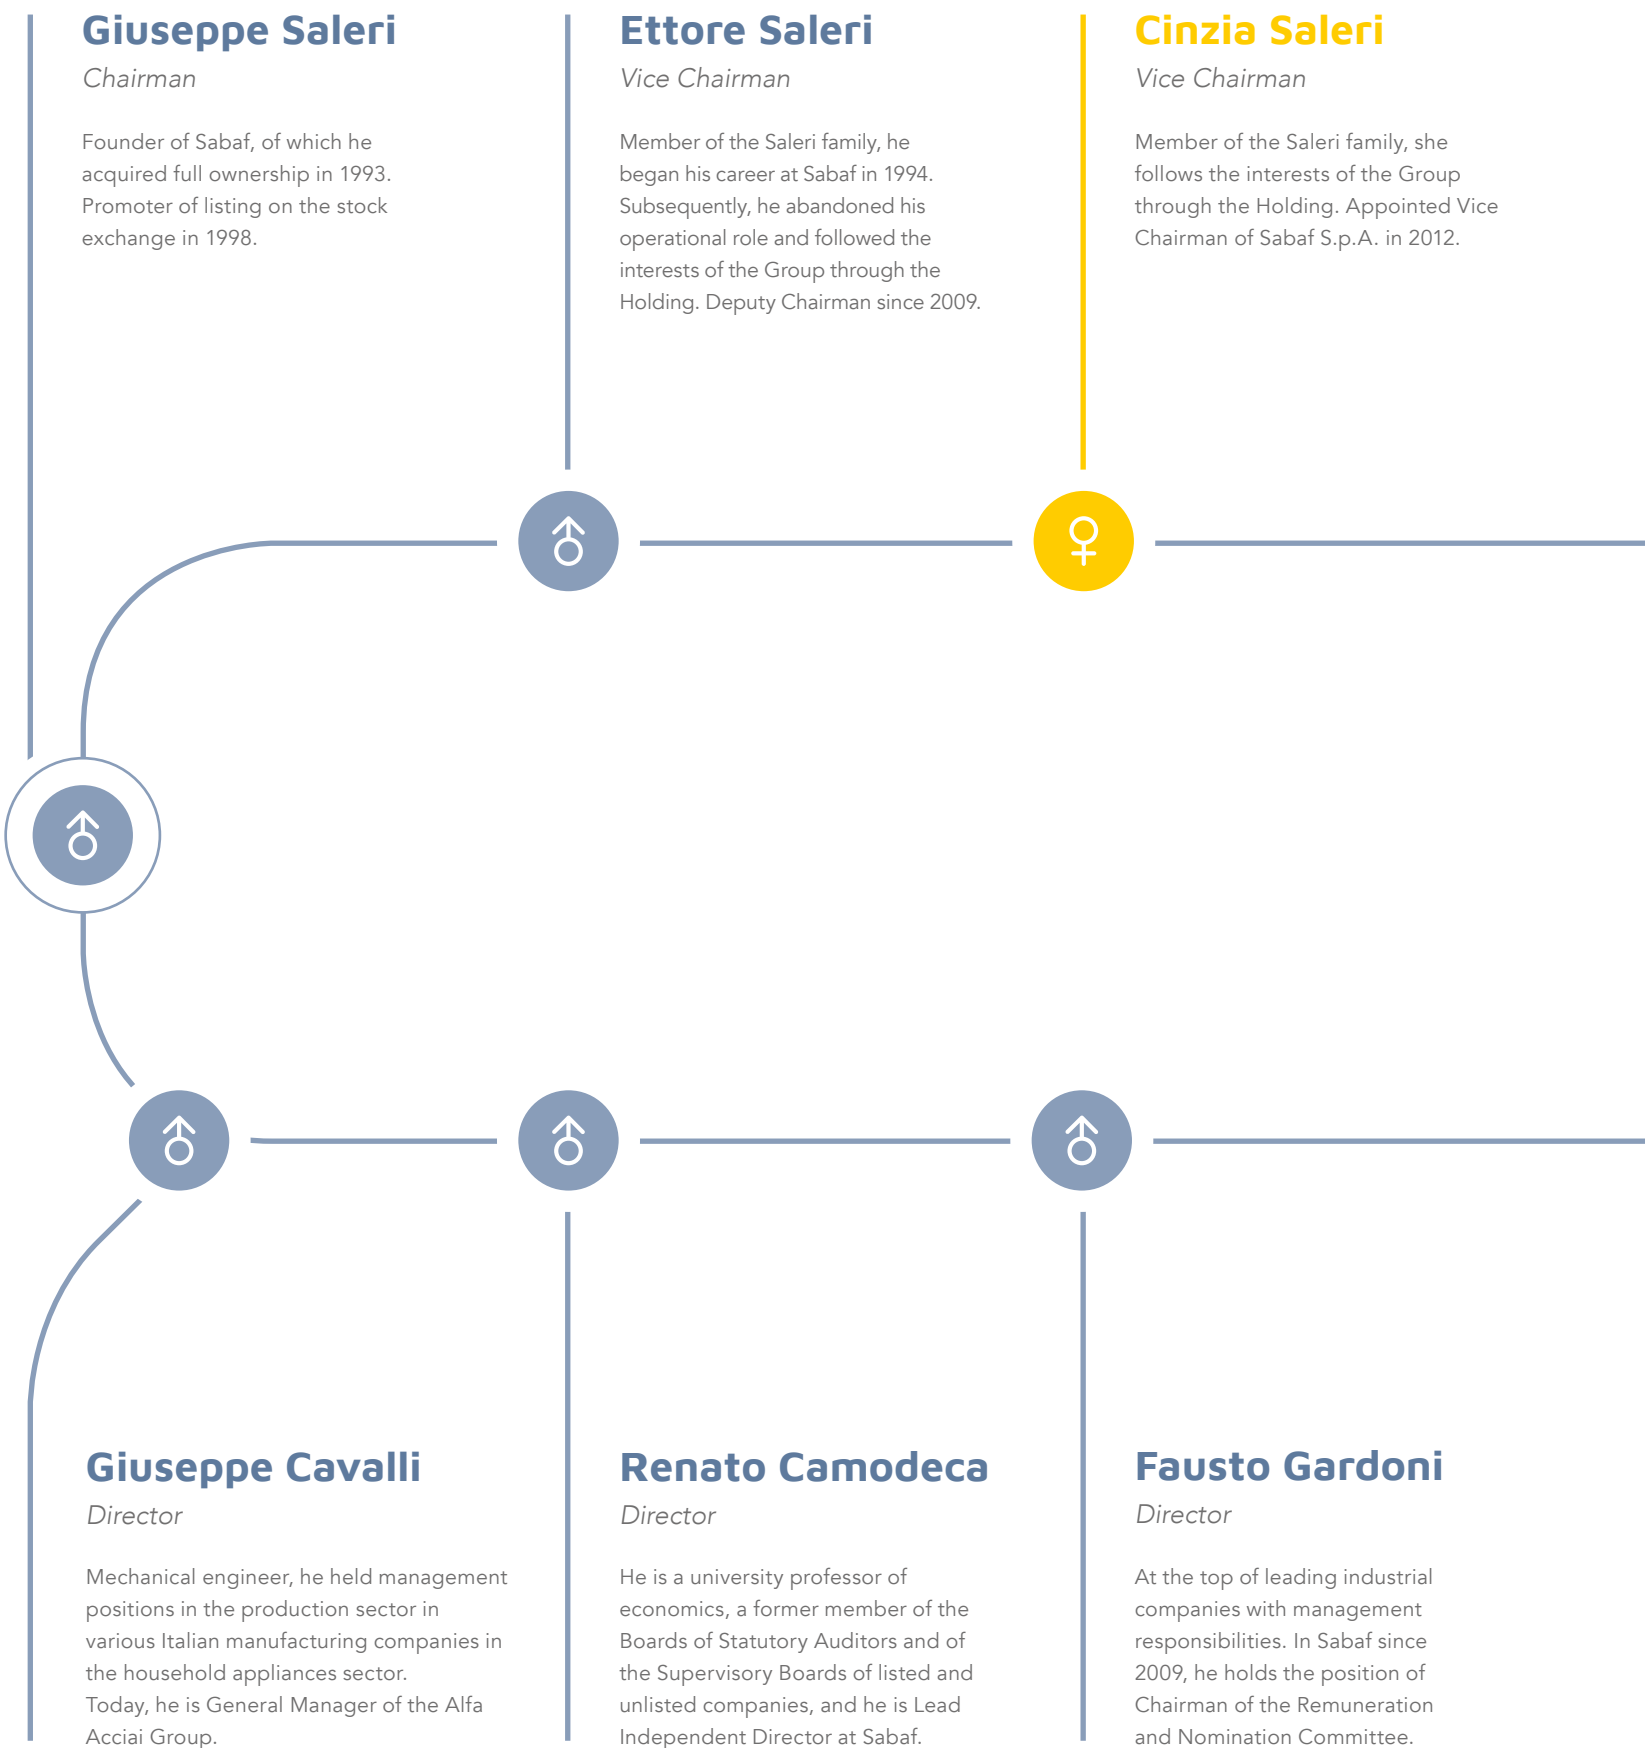 Giuseppe Saleri
Chairman
Founder of Sabaf, of which he
acquired full ownership in 1993.
Promoter of listing on the stock
exchange in 1998.
Ettore Saleri
Vice Chairman
Member of the Saleri family, he
began his career at Sabaf in 1994.
Subsequently, he abandoned his
operational role and followed the
interests of the Group through the
Holding. Deputy Chairman since 2009.
Cinzia Saleri
Vice Chairman
Member of the Saleri family, she
follows the interests of the Group
through the Holding. Appointed Vice
Chairman of Sabaf S.p.A. in 2012.
Giuseppe Cavalli
Director
Mechanical engineer, he held management
positions in the production sector in
various Italian manufacturing companies in
the household appliances sector.
Today, he is General Manager of the Alfa
Acciai Group.
Renato Camodeca
Director
He is a university professor of
economics, a former member of the
Boards of Statutory Auditors and of
the Supervisory Boards of listed and
unlisted companies, and he is Lead
Independent Director at Sabaf.
Fausto Gardoni
Director
At the top of leading industrial
companies with management
responsibilities. In Sabaf since
2009, he holds the position of
Chairman of the Remuneration
and Nomination Committee.